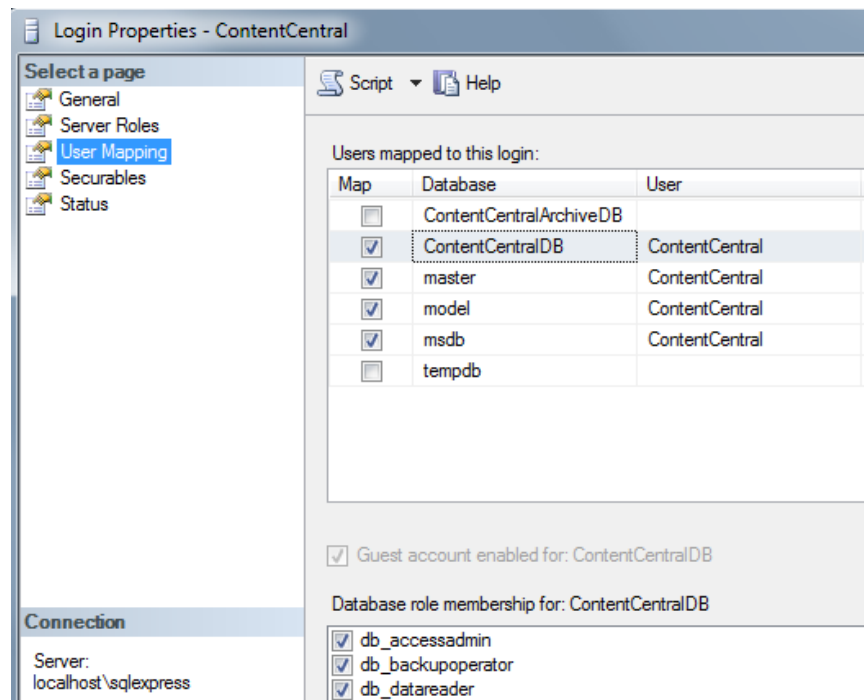 Login Properties - ContentCentral
Select a page
General
Server Roles
User Mapping
Securables
Status
Script Help
Users mapped to this login:
Map Database User
ContentCentralArchiveDB
ContentCentralDB ContentCentral
master ContentCentral
model ContentCentral
msdb ContentCentral
tempdb
Guest account enabled for: ContentCentralDB
Database role membership for: ContentCentralDB
db_accessadmin
db_backupoperator
db_datareader
Connection
Server:
localhost\sqlexpress